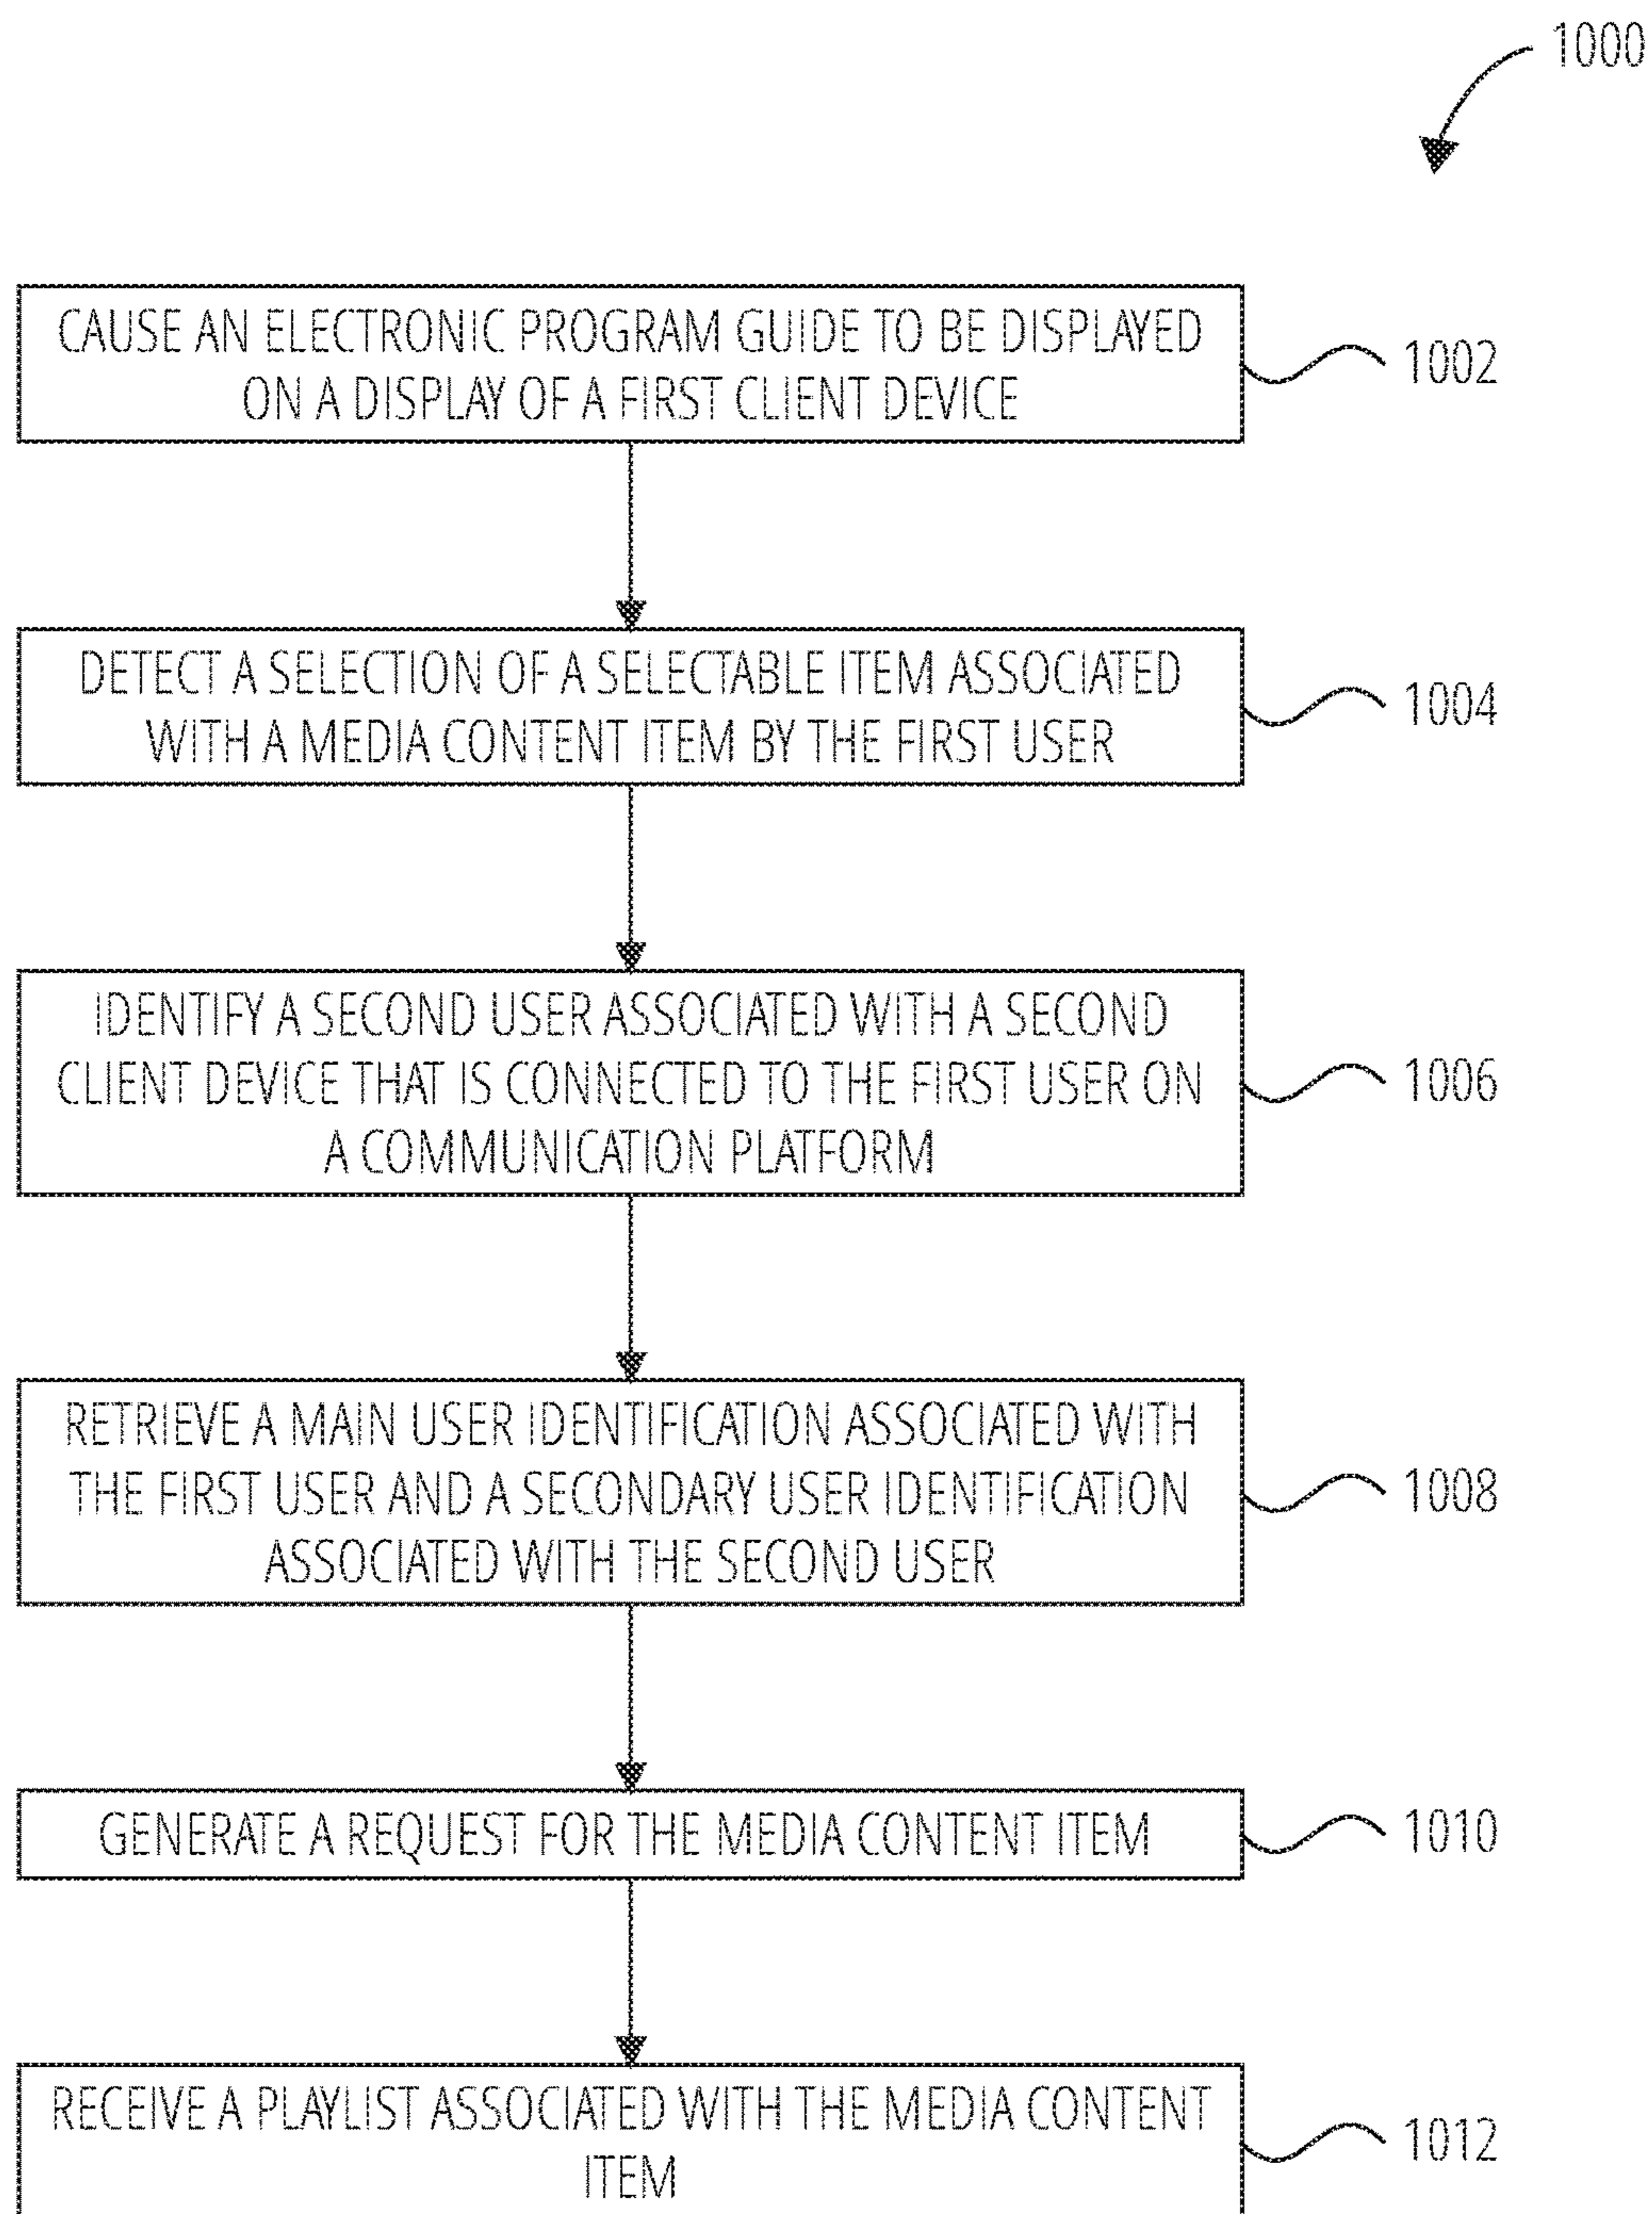 1000
CAUSE AN ELECTRONIC PROGRAM GUIDE TO BE DISPLAYED
ON A DISPLAY OF A FIRST CLIENT DEVICE
1002
DETECT A SELECTION OF A SELECTABLE ITEM ASSOCIATED
WITH A MEDIA CONTENT ITEM BY THE FIRST USER
1004
IDENTIFY A SECOND USER ASSOCIATED WITH A SECOND
CLIENT DEVICE THAT IS CONNECTED TO THE FIRST USER ON
A COMMUNICATION PLATFORM
1006
RETRIEVE A MAIN USER IDENTIFICATION ASSOCIATED WITH
THE FIRST USER AND A SECONDARY USER IDENTIFICATION
ASSOCIATED WITH THE SECOND USER
1008
GENERATE A REQUEST FOR THE MEDIA CONTENT ITEM
1010
RECEIVE A PLAYLIST ASSOCIATED WITH THE MEDIA CONTENT
ITEM
1012